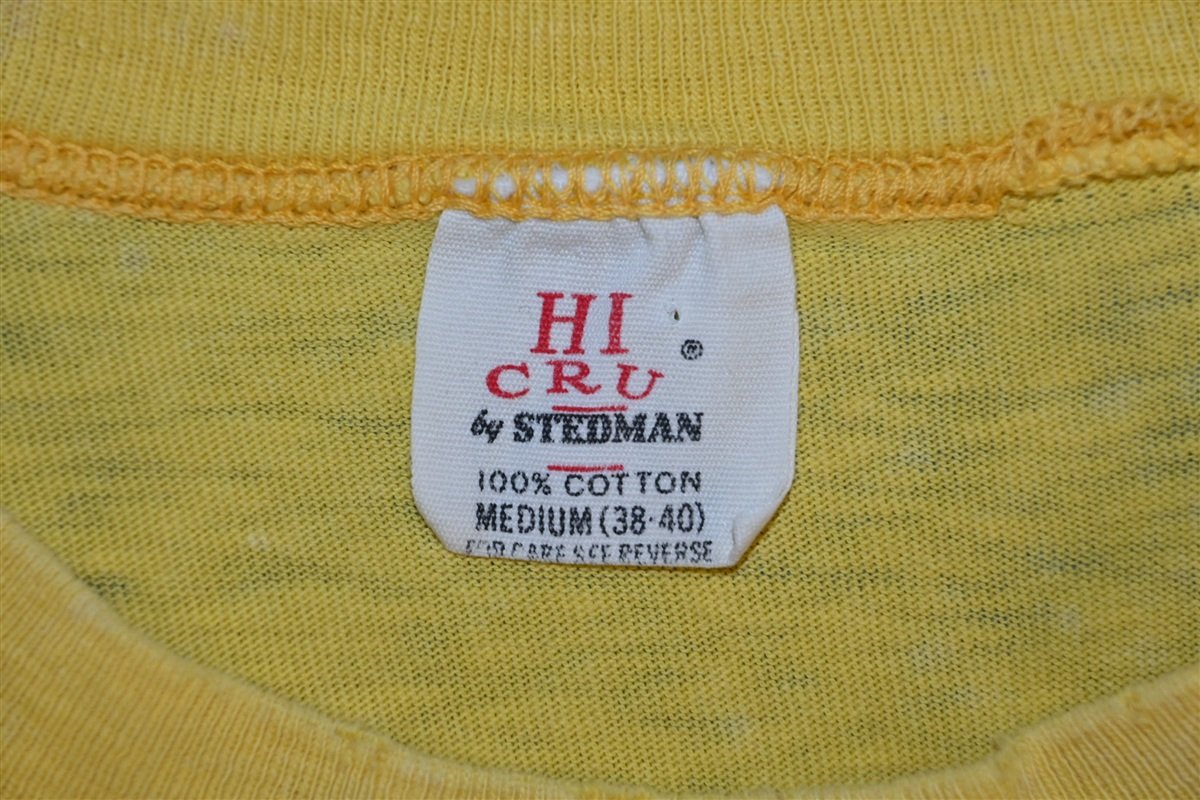 HI
CRU ®
by STEDMAN
100% COTTON
MEDIUM (38-40)
FOR CARE SEE REVERSE